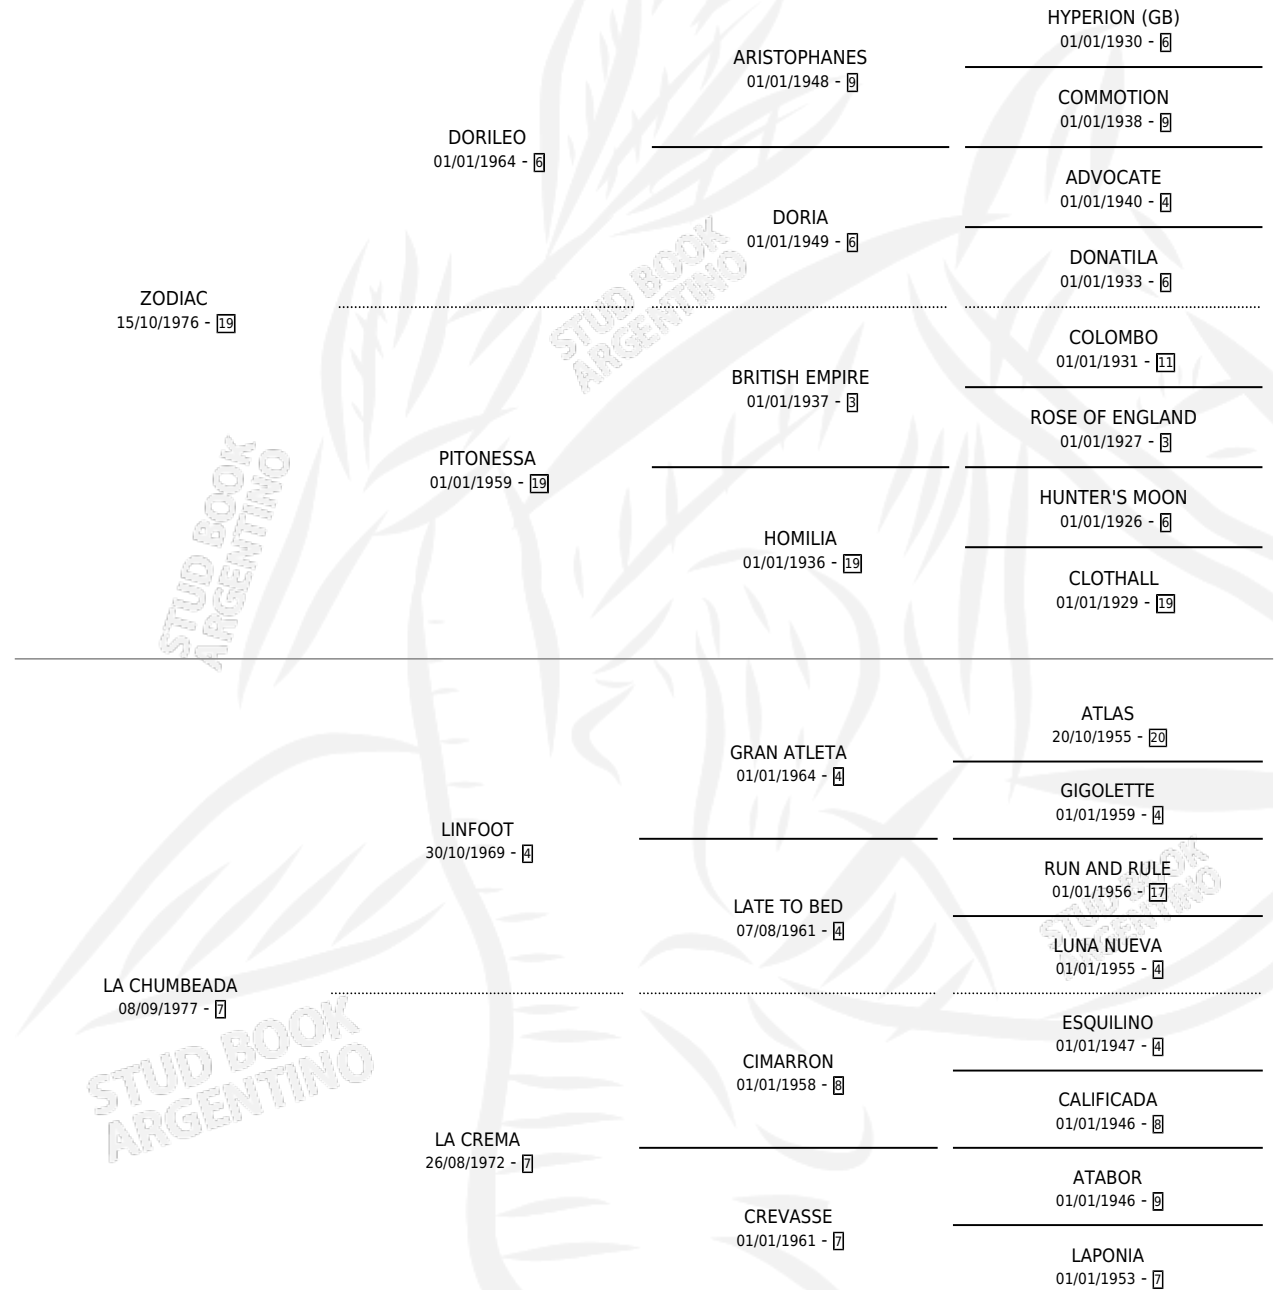 HYPERION (GB)
01/01/1930 - 6
ARISTOPHANES
01/01/1948 - 9
COMMOTION
01/01/1938 - 9
DORILEO
01/01/1964 - 6
ADVOCATE
01/01/1940 - 4
DORIA
01/01/1949 - 6
DONATILA
01/01/1933 - 6
ZODIAC
15/10/1976 - 19
COLOMBO
01/01/1931 - 11
BRITISH EMPIRE
01/01/1937 - 3
ROSE OF ENGLAND
01/01/1927 - 3
PITONESSA
01/01/1959 - 19
HUNTER'S MOON
01/01/1926 - 6
HOMILIA
01/01/1936 - 19
CLOTHALL
01/01/1929 - 19
ATLAS
20/10/1955 - 20
GRAN ATLETA
01/01/1964 - 4
GIGOLETTE
01/01/1959 - 4
LINFOOT
30/10/1969 - 4
RUN AND RULE
01/01/1956 - 17
LATE TO BED
07/08/1961 - 4
LUNA NUEVA
01/01/1955 - 4
LA CHUMBEADA
08/09/1977 - 7
ESQUILINO
01/01/1947 - 4
CIMARRON
01/01/1958 - 8
CALIFICADA
01/01/1946 - 8
LA CREMA
26/08/1972 - 7
ATABOR
01/01/1946 - 9
CREVASSE
01/01/1961 - 7
LAPONIA
01/01/1953 - 7
STUD BOOK
ARGENTINO
STUD BOOK
ARGENTINO
STUD BOOK
ARGENTINO
STUD BOOK
ARGENTINO